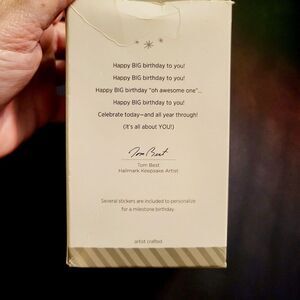 Happy BIG birthday to you!
Happy BIG birthday to you!
Happy BIG birthday "oh awesome one"...
Happy BIG birthday to you!
Celebrate today—and all year through!
(It's all about YOU!)
Tom Best
Tom Best
Hallmark Keepsake Artist
Several stickers are included to personalize
for a milestone birthday.
artist crafted